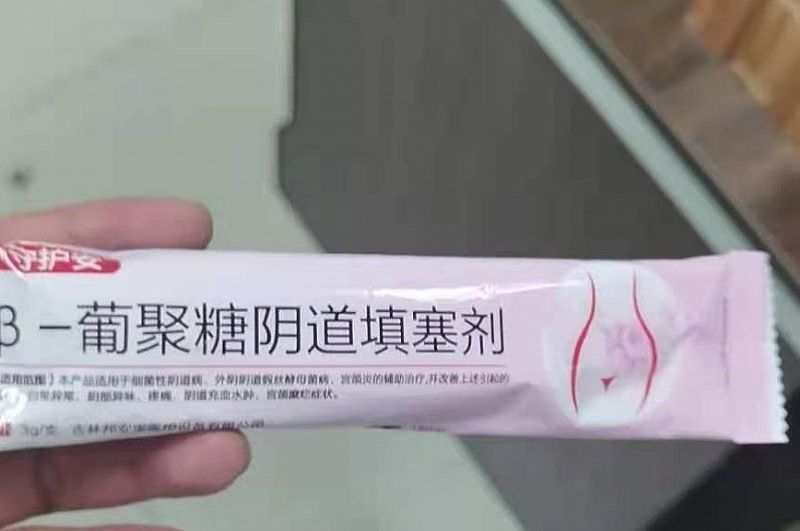 守护安
β-葡聚糖阴道填塞剂
适用范围】本产品适用于细菌性阴道病、外阴阴道假丝酵母菌病、宫颈炎的辅助治疗,并改善上述引起的
白带异常、阴部异味、疼痛、阴道充血水肿、宫颈糜烂症状。
3g/支